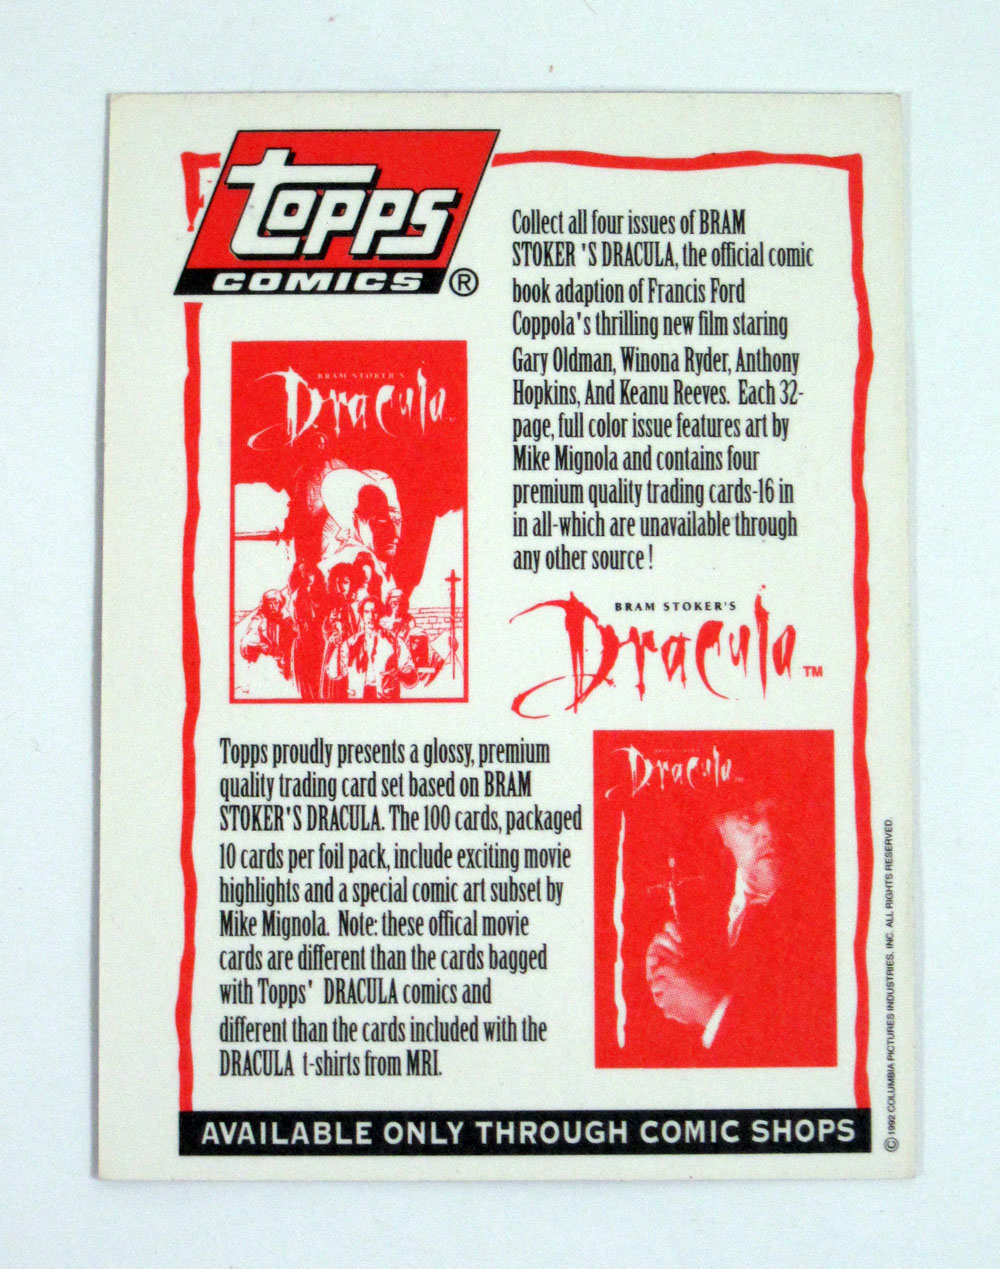 Topps
COMICS ®
Collect all four issues of BRAM
STOKER 'S DRACULA, the official comic
book adaption of Francis Ford
Coppola's thrilling new film staring
Gary Oldman, Winona Ryder, Anthony
Hopkins, And Keanu Reeves. Each 32-
page, full color issue features art by
Mike Mignola and contains four
premium quality trading cards-16 in
in all-which are unavailable through
any other source !
BRAM STOKER'S
Dracula
BRAM STOKER'S
Dracula TM
Topps proudly presents a glossy, premium
quality trading card set based on BRAM
STOKER'S DRACULA. The 100 cards, packaged
10 cards per foil pack, include exciting movie
highlights and a special comic art subset by
Mike Mignola. Note: these offical movie
cards are different than the cards bagged
with Topps' DRACULA comics and
different than the cards included with the
DRACULA t-shirts from MRI.
Dracula
© 1992 COLUMBIA PICTURES INDUSTRIES, INC. ALL RIGHTS RESERVED.
AVAILABLE ONLY THROUGH COMIC SHOPS